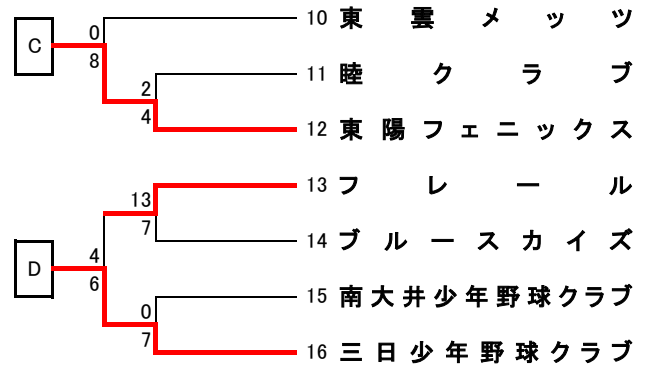 10 東雲メッツ
C
0
8
11 睦クラブ
2
4
12 東陽フェニックス
13 フレール
13
7
14 ブルースカイズ
D
4
6
15 南大井少年野球クラブ
0
7
16 三日少年野球クラブ